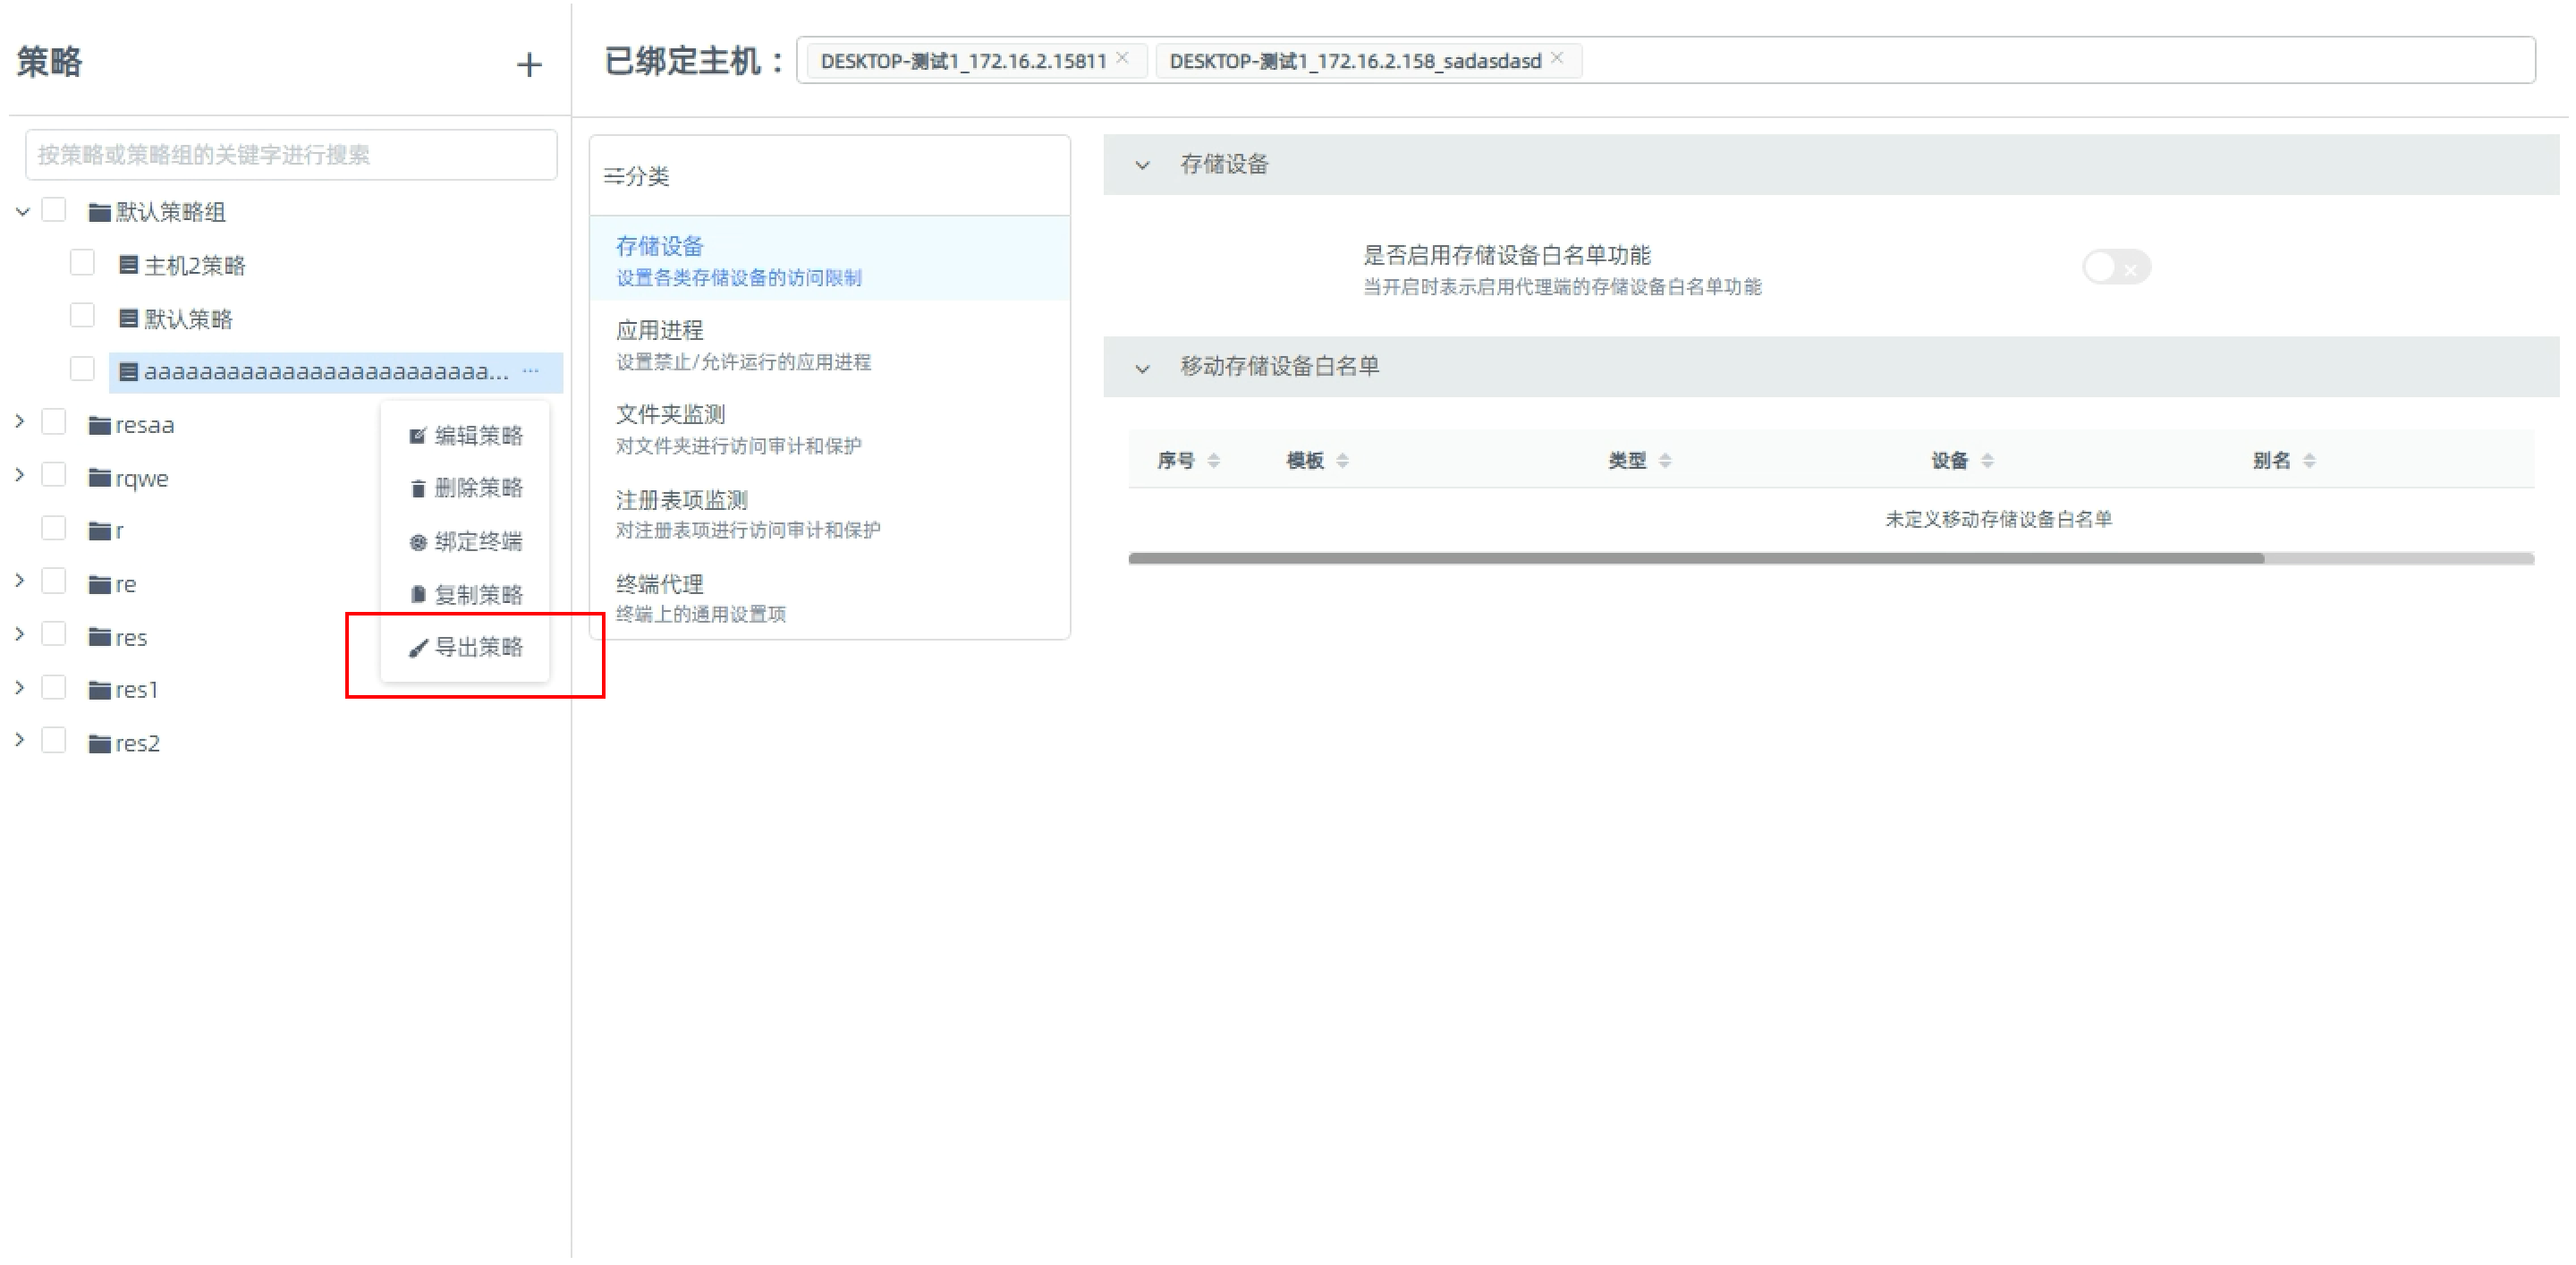 策略
已绑定主机：
DESKTOP-测试1_172.16.2.15811
DESKTOP-测试1_172.16.2.158_sadasdasd
按策略或策略组的关键字进行搜索
默认策略组
主机2策略
默认策略
aaaaaaaaaaaaaaaaaaaaaaaaa...
resaa
rqwe
r
re
res
res1
res2
编辑策略
删除策略
绑定终端
复制策略
导出策略
分类
存储设备
设置各类存储设备的访问限制
应用进程
设置禁止/允许运行的应用进程
文件夹监测
对文件夹进行访问审计和保护
注册表项监测
对注册表项进行访问审计和保护
终端代理
终端上的通用设置项
存储设备
是否启用存储设备白名单功能
当开启时表示启用代理端的存储设备白名单功能
移动存储设备白名单
序号 模板 类型 设备 别名
未定义移动存储设备白名单